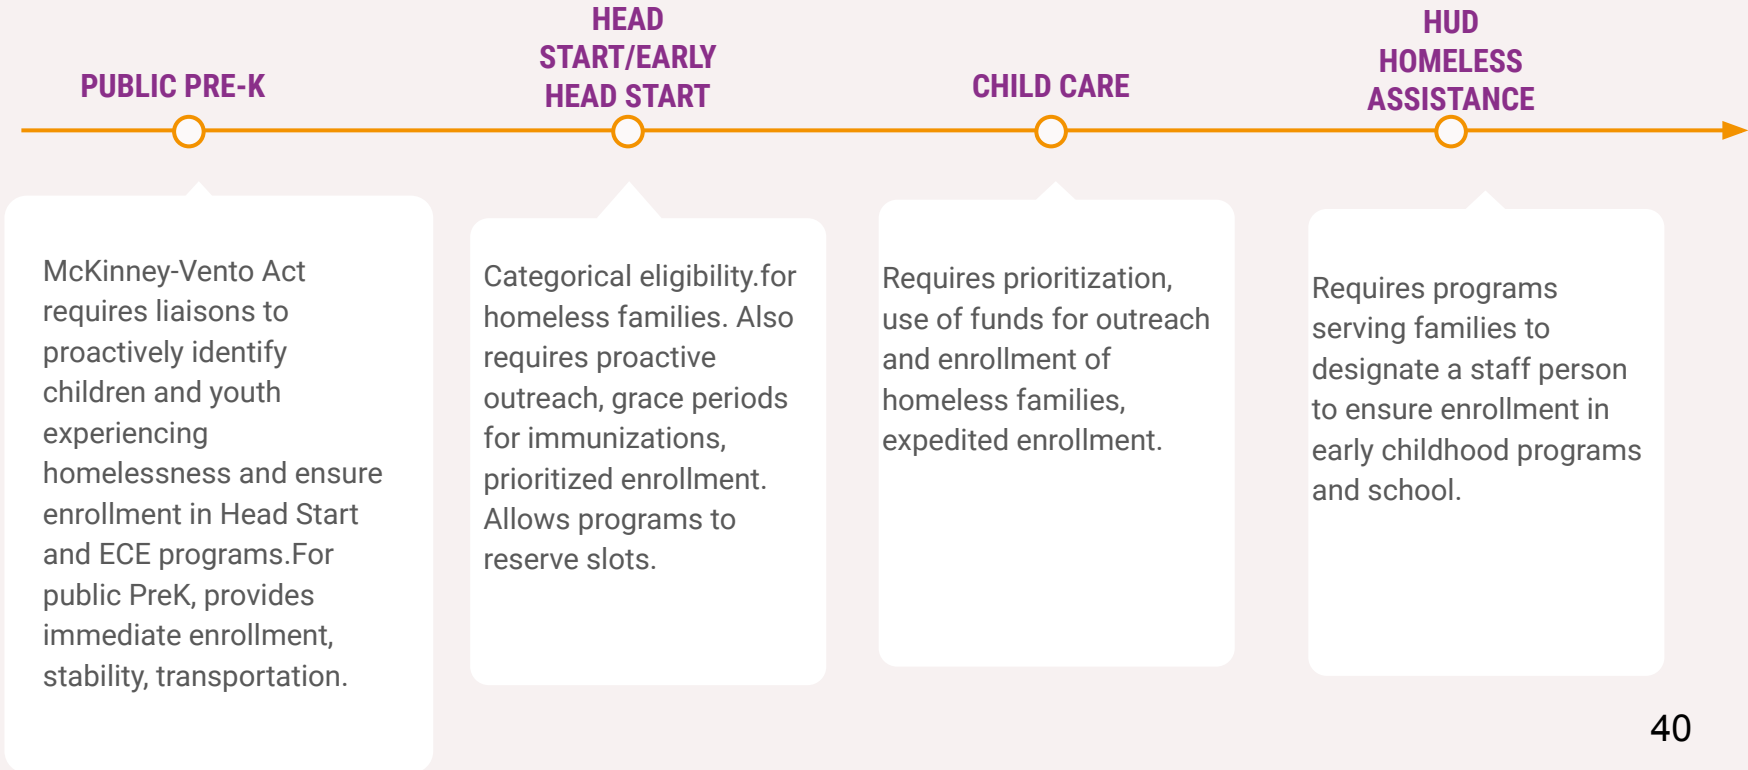 PUBLIC PRE-K
McKinney-Vento Act
requires liaisons to
proactively identify
children and youth
experiencing
homelessness and ensure
enrollment in Head Start
and ECE programs.For
public PreK, provides
immediate enrollment,
stability, transportation.
HEAD
START/EARLY
HEAD START
Categorical eligibility.for
homeless families. Also
requires proactive
outreach, grace periods
for immunizations,
prioritized enrollment.
Allows programs to
reserve slots.
CHILD CARE
Requires prioritization,
use of funds for outreach
and enrollment of
homeless families,
expedited enrollment.
HUD
HOMELESS
ASSISTANCE
Requires programs
serving families to
designate a staff person
to ensure enrollment in
early childhood programs
and school.
40